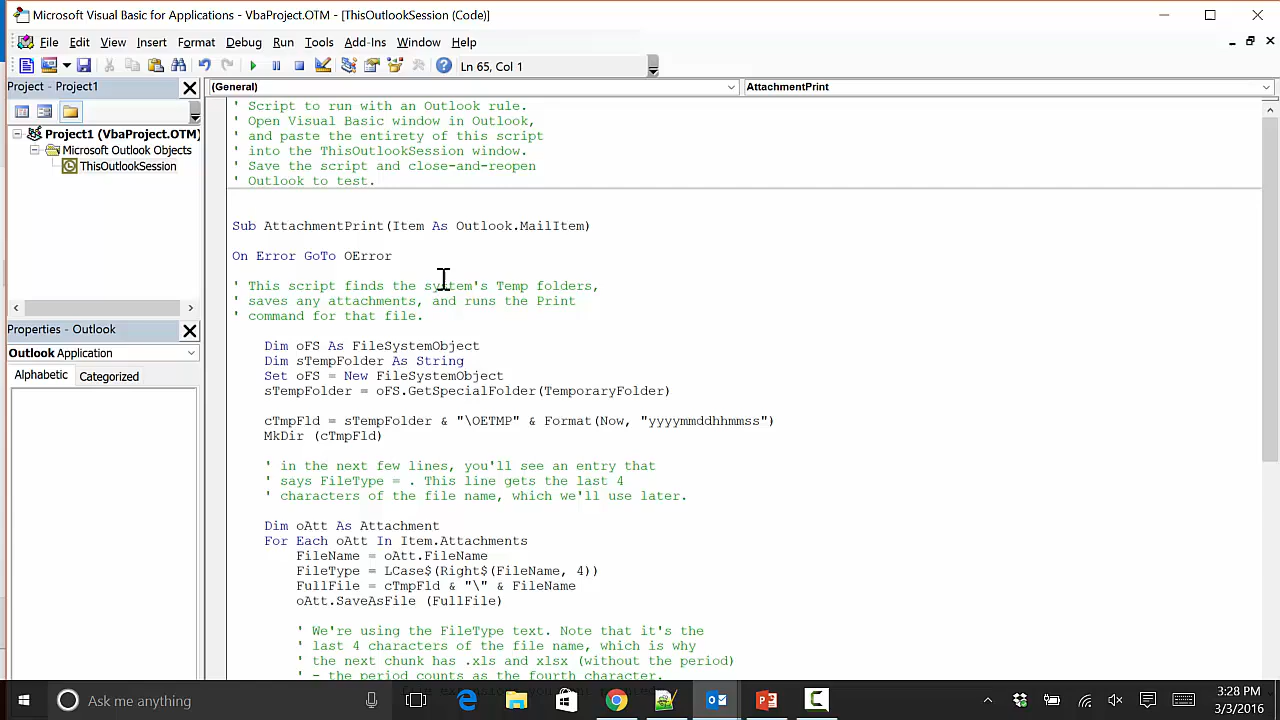 Microsoft Visual Basic for Applications - VbaProject.OTM - [ThisOutlookSession (Code)]
File Edit View Insert Format Debug Run Tools Add-Ins Window Help
Ln 65, Col 1
Project - Project1
(General)
AttachmentPrint
Project1 (VbaProject.OTM)
Microsoft Outlook Objects
ThisOutlookSession
Properties - Outlook
Outlook Application
Alphabetic Categorized
' Script to run with an Outlook rule.
' Open Visual Basic window in Outlook,
' and paste the entirety of this script
' into the ThisOutlookSession window.
' Save the script and close-and-reopen
' Outlook to test.
Sub AttachmentPrint(Item As Outlook.MailItem)
On Error GoTo OError
' This script finds the system's Temp folders,
' saves any attachments, and runs the Print
' command for that file.
Dim oFS As FileSystemObject
Dim sTempFolder As String
Set oFS = New FileSystemObject
sTempFolder = oFS.GetSpecialFolder(TemporaryFolder)
cTmpFld = sTempFolder & "\OETMP" & Format(Now, "yyyymmddhhmmss")
MkDir (cTmpFld)
' in the next few lines, you'll see an entry that
' says FileType = . This line gets the last 4
' characters of the file name, which we'll use later.
Dim oAtt As Attachment
For Each oAtt In Item.Attachments
FileName = oAtt.FileName
FileType = LCase$(Right$(FileName, 4))
FullFile = cTmpFld & "\" & FileName
oAtt.SaveAsFile (FullFile)
' We're using the FileType text. Note that it's the
' last 4 characters of the file name, which is why
' the next chunk has .xls and xlsx (without the period)
' - the period counts as the fourth character.
Ask me anything
3:28 PM
3/3/2016